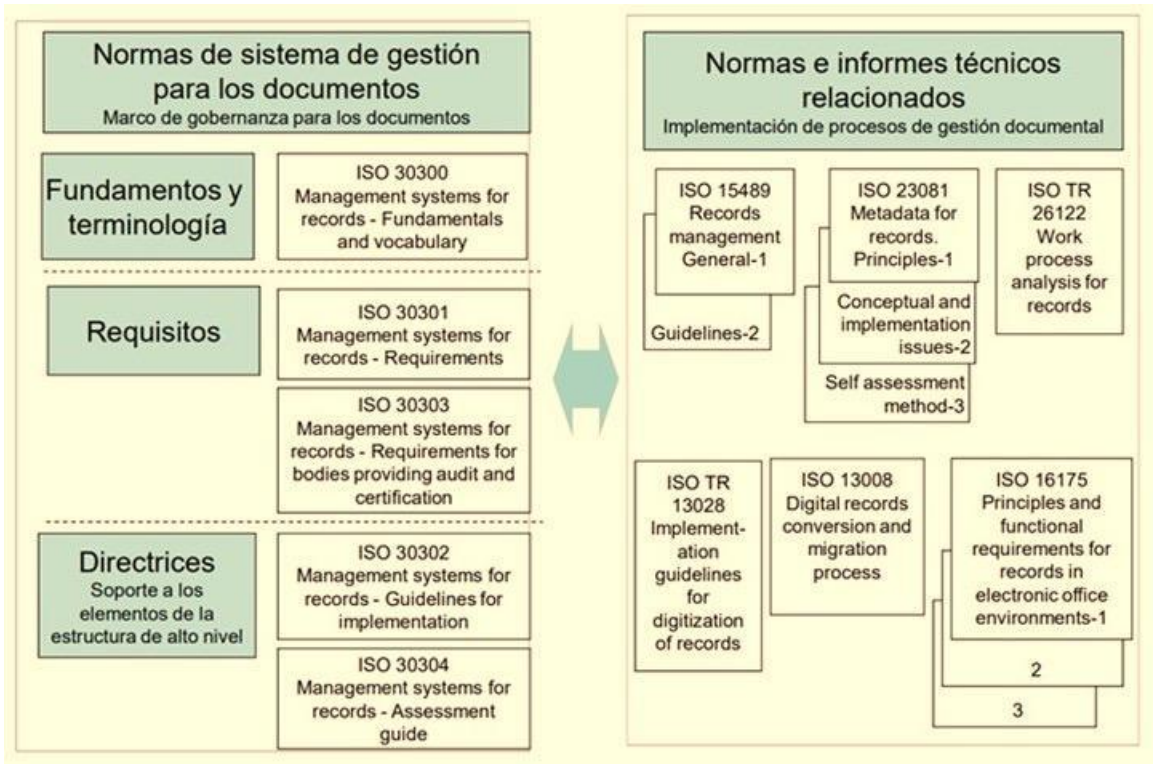 Normas de sistema de gestión
para los documentos
Marco de gobernanza para los documentos
Fundamentos y
terminología
ISO 30300
Management systems for
records - Fundamentals
and vocabulary
Requisitos
ISO 30301
Management systems for
records - Requirements
ISO 30303
Management systems for
records - Requirements for
bodies providing audit and
certification
Directrices
Soporte a los
elementos de la
estructura de alto nivel
ISO 30302
Management systems for
records - Guidelines for
implementation
ISO 30304
Management systems for
records - Assessment
guide
Normas e informes técnicos
relacionados
Implementación de procesos de gestión documental
ISO 15489
Records
management
General-1
Guidelines-2
ISO 23081
Metadata for
records.
Principles-1
Conceptual and
implementation
issues-2
Self assessment
method-3
ISO TR
26122
Work
process
analysis for
records
ISO TR
13028
Implement-
ation
guidelines
for
digitization
of records
ISO 13008
Digital records
conversion and
migration
process
ISO 16175
Principles and
functional
requirements for
records in
electronic office
environments-1
2
3